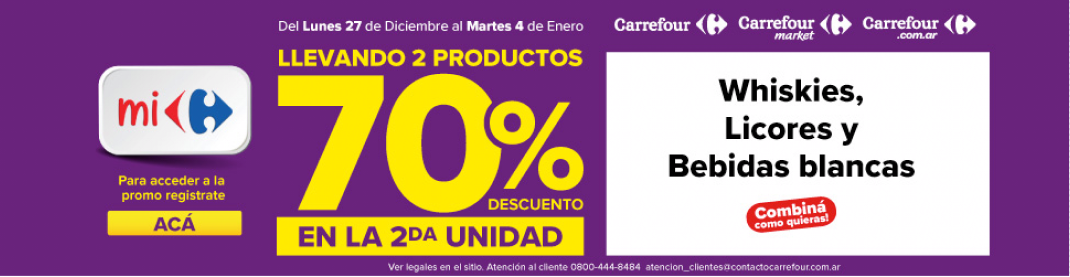 Del Lunes 27 de Diciembre al Martes 4 de Enero
LLEVANDO 2 PRODUCTOS
70%
DESCUENTO
EN LA 2DA UNIDAD
mi
Para acceder a la
promo registrate
ACÁ
Carrefour
Carrefour
market
Carrefour
.com.ar
Whiskies,
Licores y
Bebidas blancas
Combiná
como quieras!
Ver legales en el sitio. Atención al cliente 0800-444-8484 atencion_clientes@contactocarrefour.com.ar